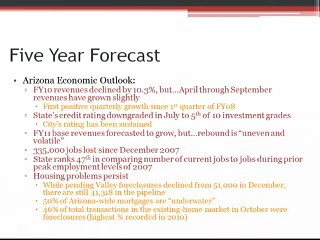 Five Year Forecast
• Arizona Economic Outlook:
▫ FY10 revenues declined by 10.3%, but...April through September
revenues have grown slightly
▪ First positive quarterly growth since 1st quarter of FY08
▫ State's credit rating downgraded in July to 5th of 10 investment grades
▪ City's rating has been sustained
▫ FY11 base revenues forecasted to grow, but...rebound is "uneven and
volatile"
▫ 335,000 jobs lost since December 2007
▫ State ranks 47th in comparing number of current jobs to jobs during prior
peak employment levels of 2007
▫ Housing problems persist
▪ While pending Valley foreclosures declined from 51,000 in December,
there are still 41,318 in the pipeline
▪ 50% of Arizona-wide mortgages are "underwater"
▪ 46% of total transactions in the existing-home market in October were
foreclosures (highest % recorded in 2010)